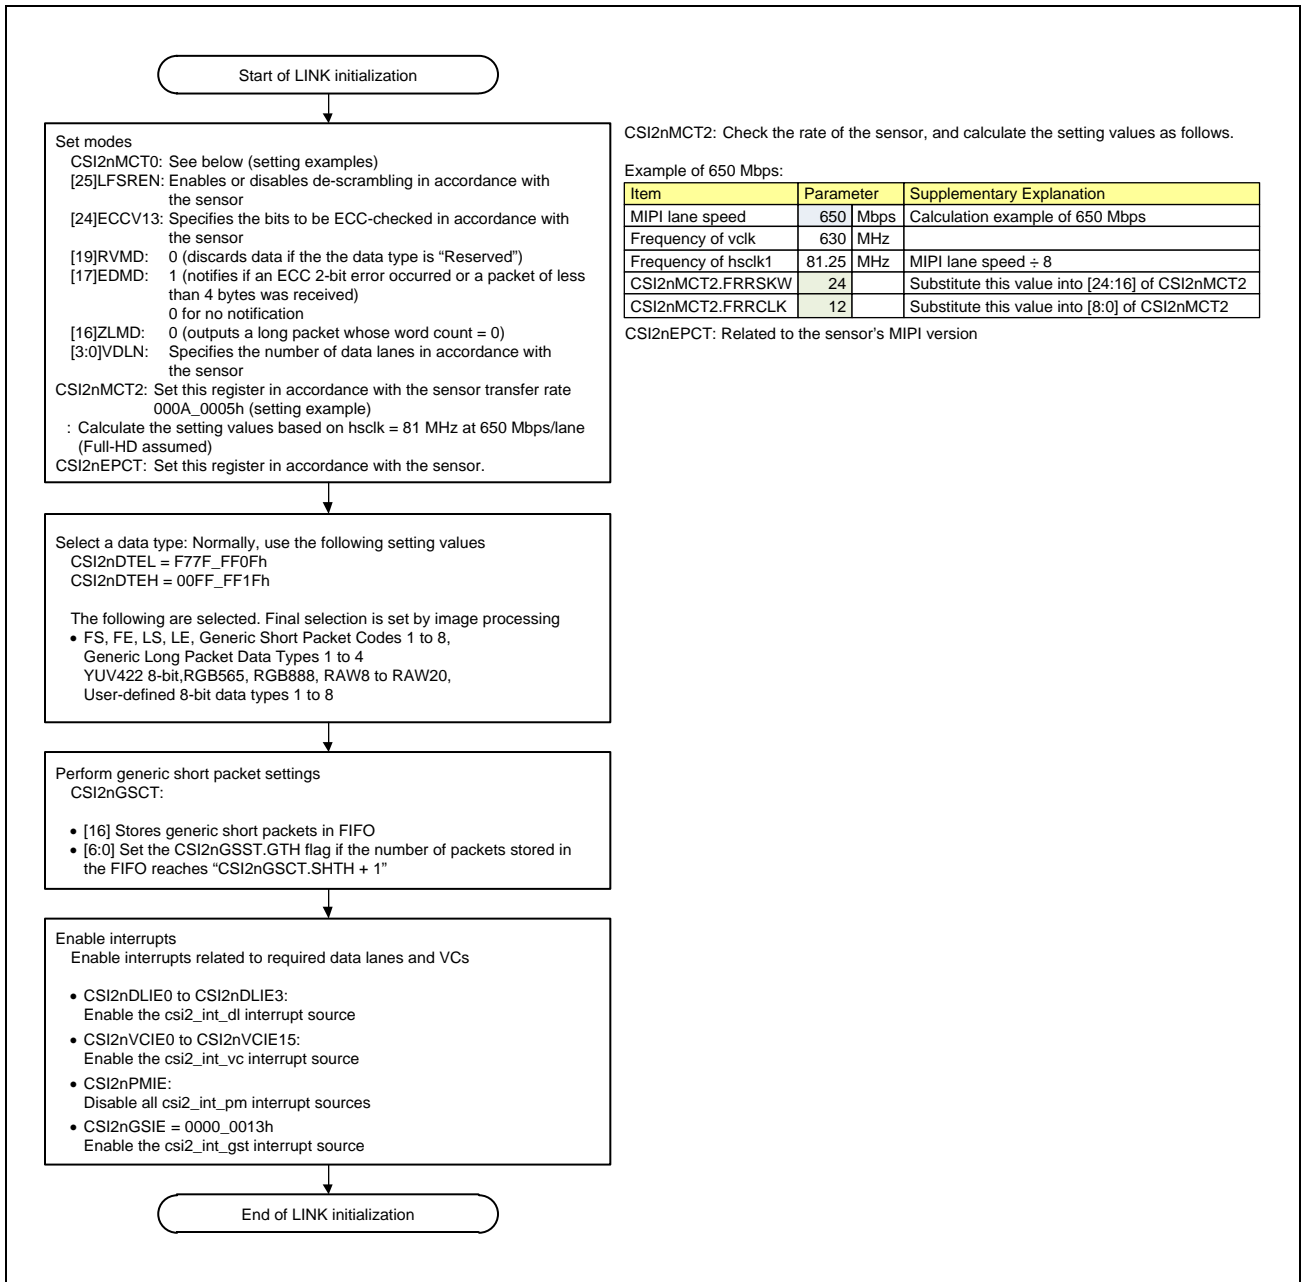 Start of LINK initialization
Set modes
CSI2nMCT0: See below (setting examples)
[25]LFSREN: Enables or disables de-scrambling in accordance with
the sensor
[24]ECCV13: Specifies the bits to be ECC-checked in accordance with
the sensor
[19]RVMD: 0 (discards data if the the data type is “Reserved”)
[17]EDMD: 1 (notifies if an ECC 2-bit error occurred or a packet of less
than 4 bytes was received)
0 for no notification
[16]ZLMD: 0 (outputs a long packet whose word count = 0)
[3:0]VDLN: Specifies the number of data lanes in accordance with
the sensor
CSI2nMCT2: Set this register in accordance with the sensor transfer rate
000A_0005h (setting example)
: Calculate the setting values based on hsclk = 81 MHz at 650 Mbps/lane
(Full-HD assumed)
CSI2nEPCT: Set this register in accordance with the sensor.
CSI2nMCT2: Check the rate of the sensor, and calculate the setting values as follows.
Example of 650 Mbps:
Item Parameter Supplementary Explanation
MIPI lane speed 650 Mbps Calculation example of 650 Mbps
Frequency of vclk 630 MHz
Frequency of hsclk1 81.25 MHz MIPI lane speed ÷ 8
CSI2nMCT2.FRRSKW 24 Substitute this value into [24:16] of CSI2nMCT2
CSI2nMCT2.FRRCLK 12 Substitute this value into [8:0] of CSI2nMCT2
CSI2nEPCT: Related to the sensor’s MIPI version
Select a data type: Normally, use the following setting values
CSI2nDTEL = F77F_FF0Fh
CSI2nDTEH = 00FF_FF1Fh
The following are selected. Final selection is set by image processing
• FS, FE, LS, LE, Generic Short Packet Codes 1 to 8,
Generic Long Packet Data Types 1 to 4
YUV422 8-bit,RGB565, RGB888, RAW8 to RAW20,
User-defined 8-bit data types 1 to 8
Perform generic short packet settings
CSI2nGSCT:
• [16] Stores generic short packets in FIFO
• [6:0] Set the CSI2nGSST.GTH flag if the number of packets stored in
the FIFO reaches “CSI2nGSCT.SHTH + 1”
Enable interrupts
Enable interrupts related to required data lanes and VCs
• CSI2nDLIE0 to CSI2nDLIE3:
Enable the csi2_int_dl interrupt source
• CSI2nVCIE0 to CSI2nVCIE15:
Enable the csi2_int_vc interrupt source
• CSI2nPMIE:
Disable all csi2_int_pm interrupt sources
• CSI2nGSIE = 0000_0013h
Enable the csi2_int_gst interrupt source
End of LINK initialization